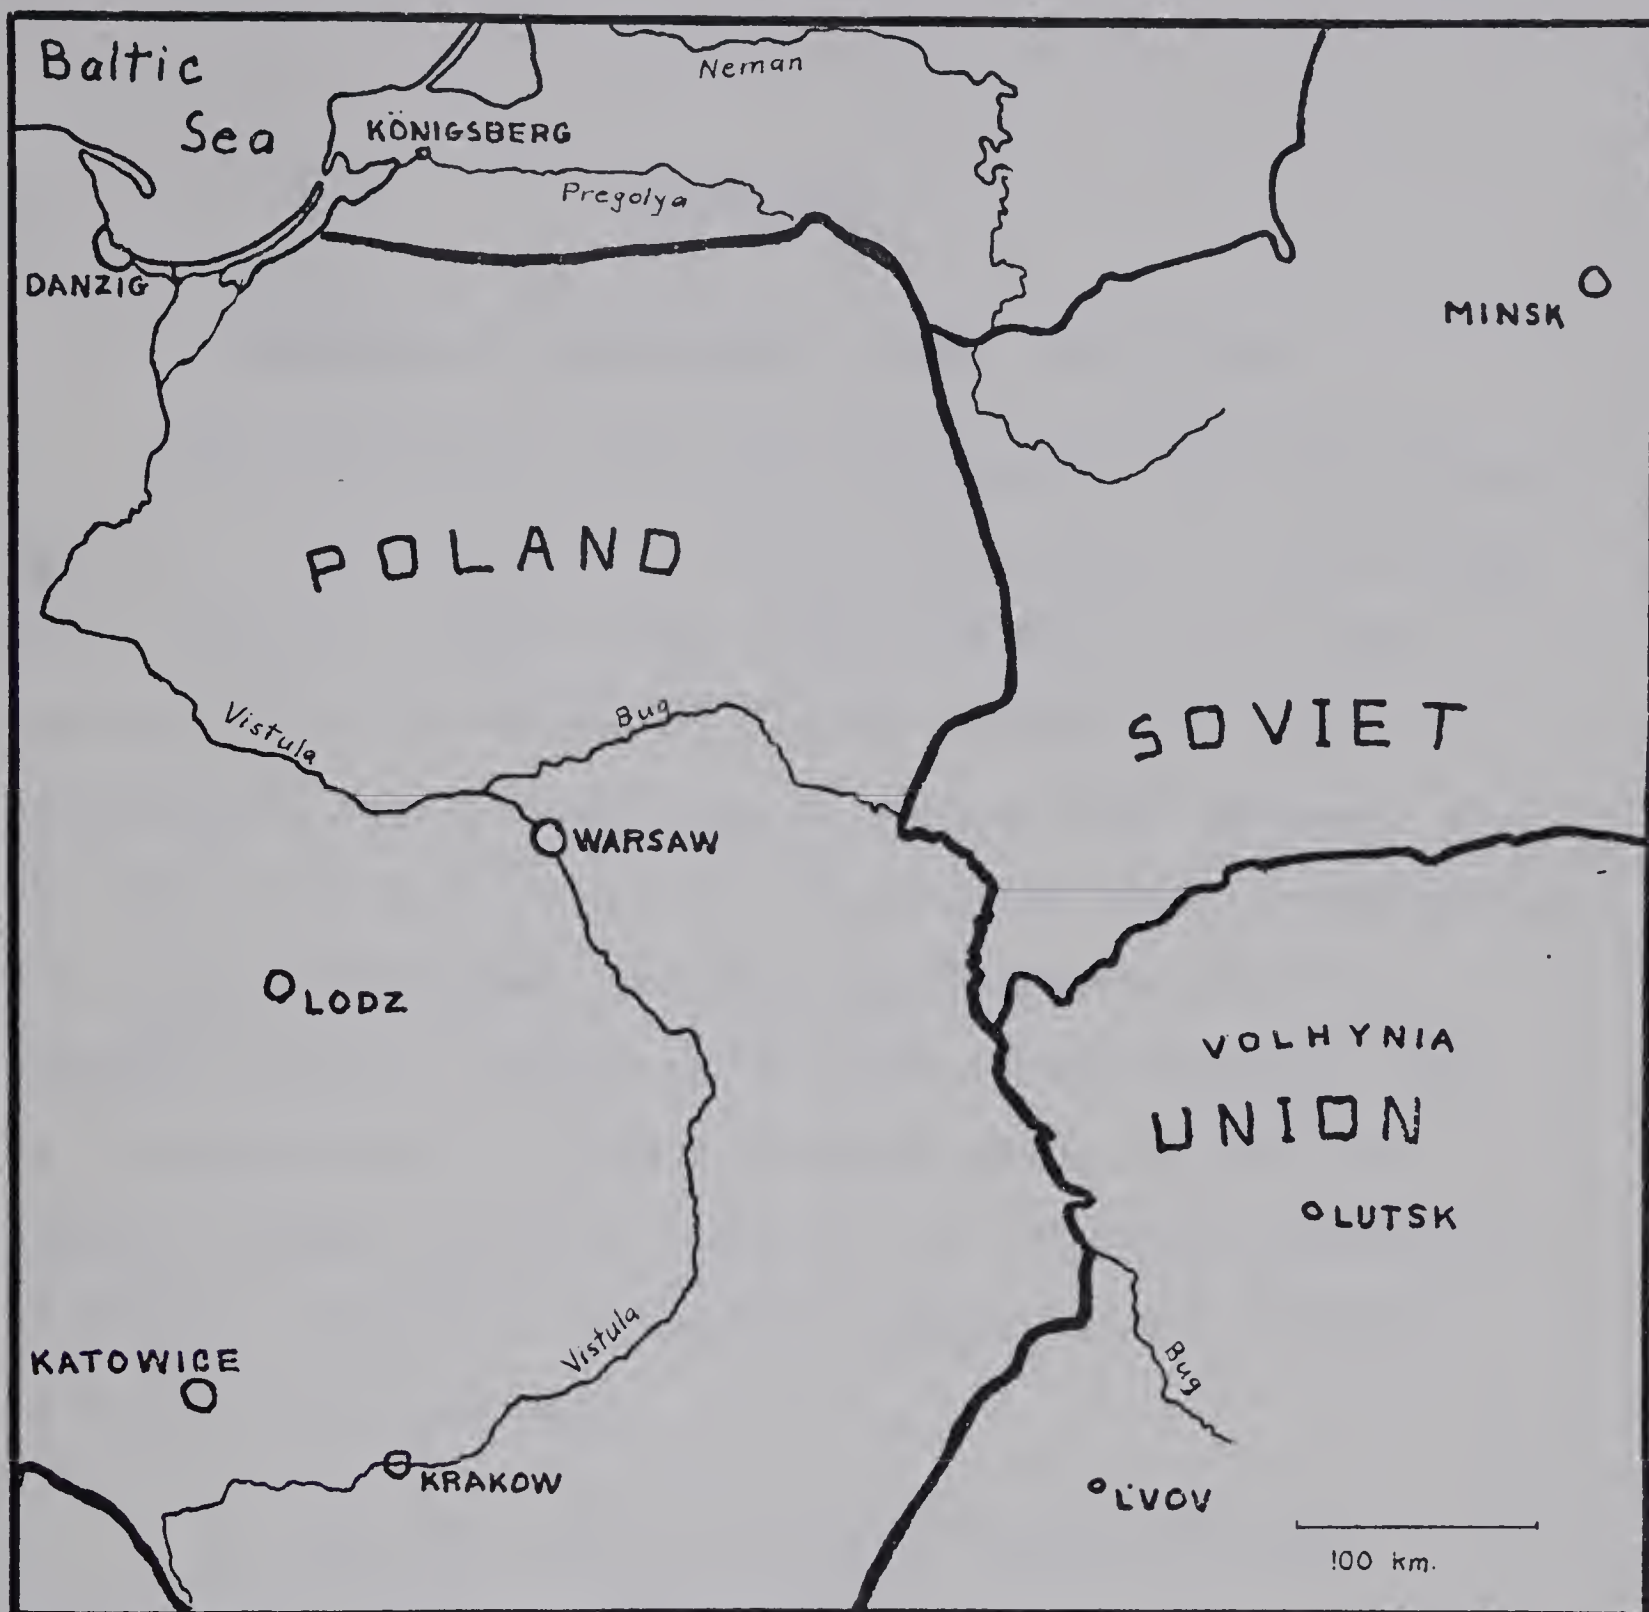 Baltic
Sea
Neman
KÖNIGSBERG
Pregolya
DANZIG
MINSK
POLAND
Vistula
Bug
SOVIET
WARSAW
LODZ
VOLHYNIA
UNION
LUTSK
Vistula
KATOWICE
Bug
KRAKOW
L'VOV
100 km.